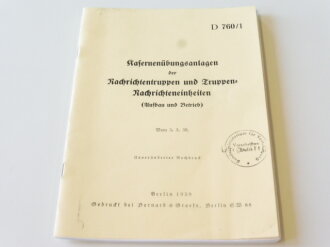 D 760/1
Kasernenübungsanlagen
der
Nachrichtentruppen und Truppen-
Nachrichteneinheiten
(Aufbau und Betrieb)
Vom 5. 3. 38.
Unveränderter Nachdruck
Berlin 1939
Gedruckt bei Bernard & Graefe, Berlin SW 68